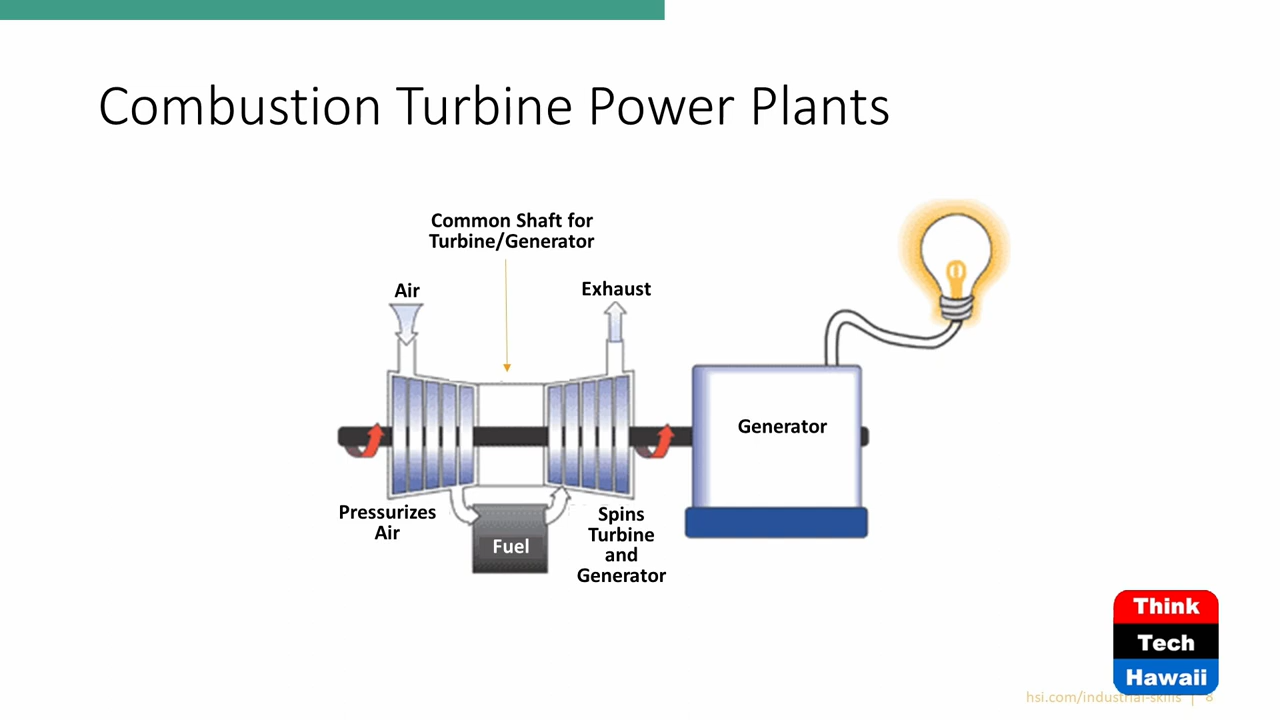 Combustion Turbine Power Plants
Common Shaft for
Turbine/Generator
Air
Exhaust
Generator
Pressurizes
Air
Fuel
Spins
Turbine
and
Generator
Think
Tech
Hawaii
hsi.com/industrial-skills | 8